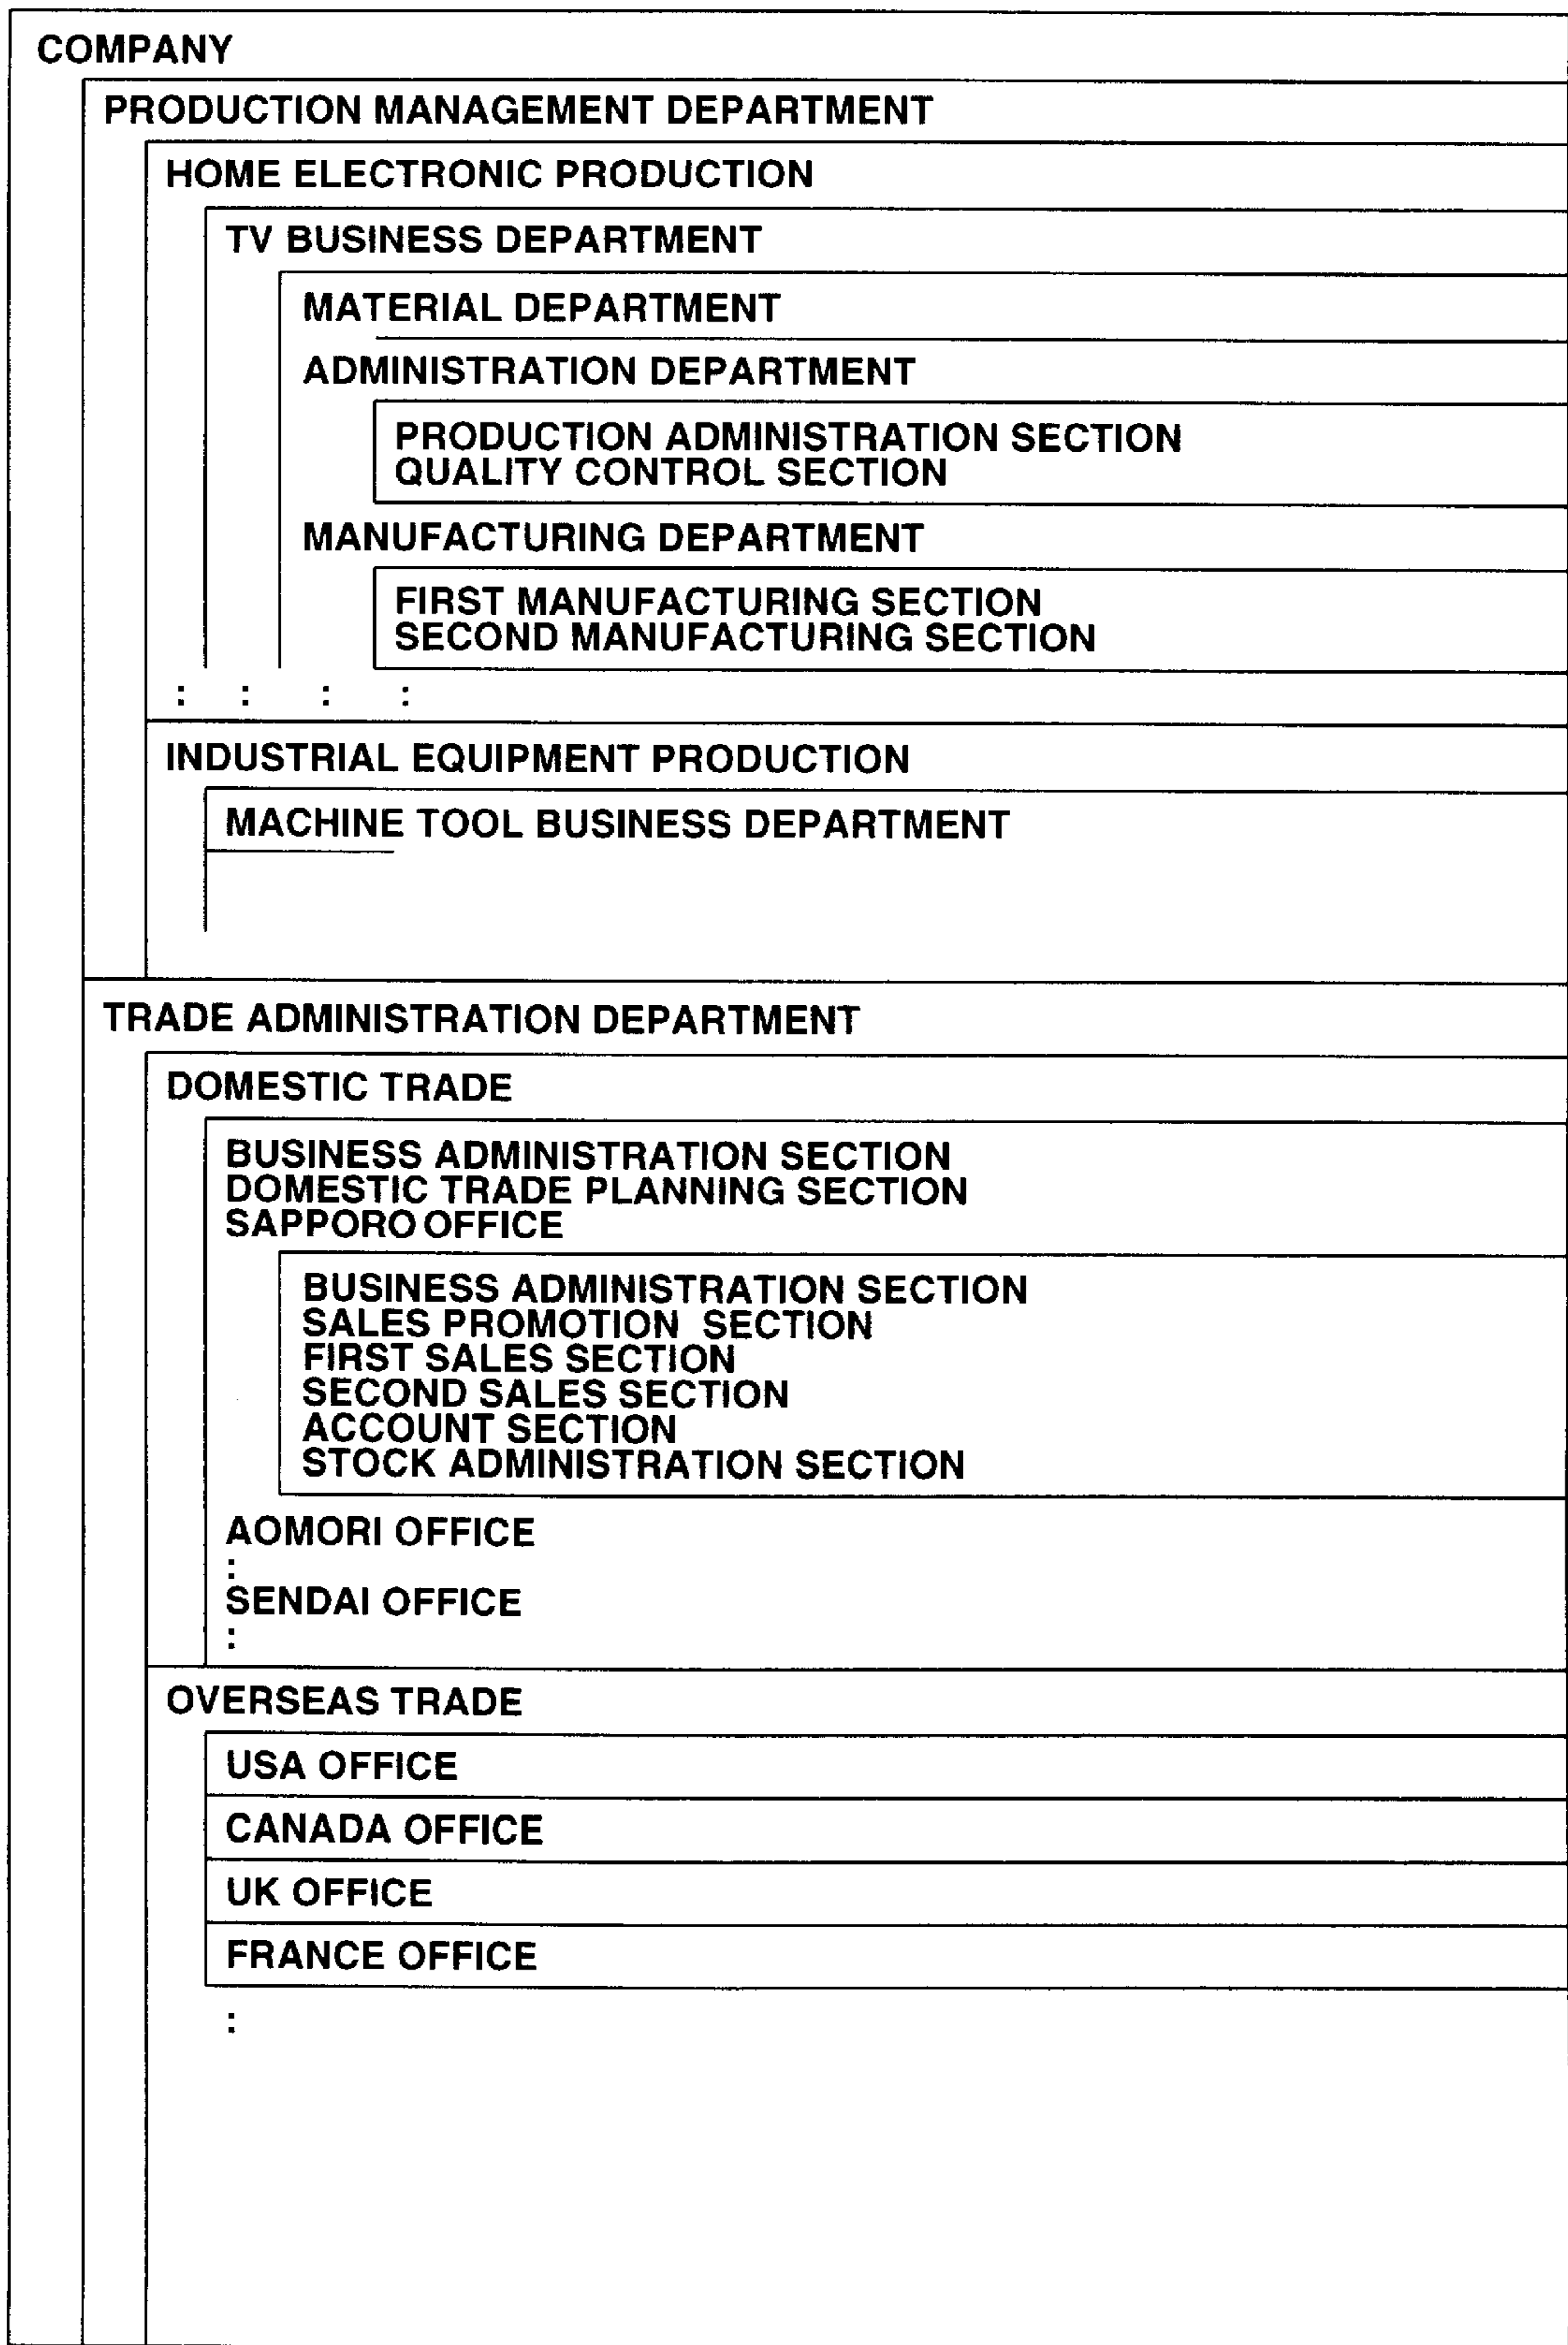 COMPANY
PRODUCTION MANAGEMENT DEPARTMENT
HOME ELECTRONIC PRODUCTION
TV BUSINESS DEPARTMENT
MATERIAL DEPARTMENT
ADMINISTRATION DEPARTMENT
PRODUCTION ADMINISTRATION SECTION
QUALITY CONTROL SECTION
MANUFACTURING DEPARTMENT
FIRST MANUFACTURING SECTION
SECOND MANUFACTURING SECTION
: : : :
INDUSTRIAL EQUIPMENT PRODUCTION
MACHINE TOOL BUSINESS DEPARTMENT
TRADE ADMINISTRATION DEPARTMENT
DOMESTIC TRADE
BUSINESS ADMINISTRATION SECTION
DOMESTIC TRADE PLANNING SECTION
SAPPORO OFFICE
BUSINESS ADMINISTRATION SECTION
SALES PROMOTION SECTION
FIRST SALES SECTION
SECOND SALES SECTION
ACCOUNT SECTION
STOCK ADMINISTRATION SECTION
AOMORI OFFICE
:
SENDAI OFFICE
:
OVERSEAS TRADE
USA OFFICE
CANADA OFFICE
UK OFFICE
FRANCE OFFICE
: